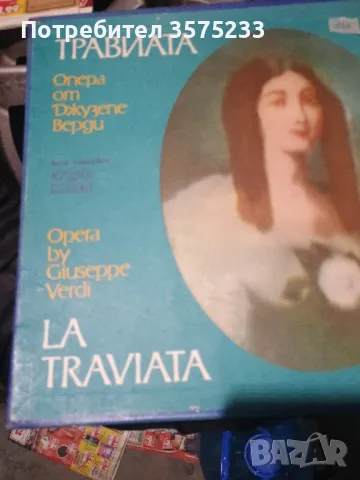 Потребител 3575233
ТРАВИАТА
Опера
от
Джузепе
Верди
Opera
by
Giuseppe
Verdi
LA
TRAVIATA
BAZAR